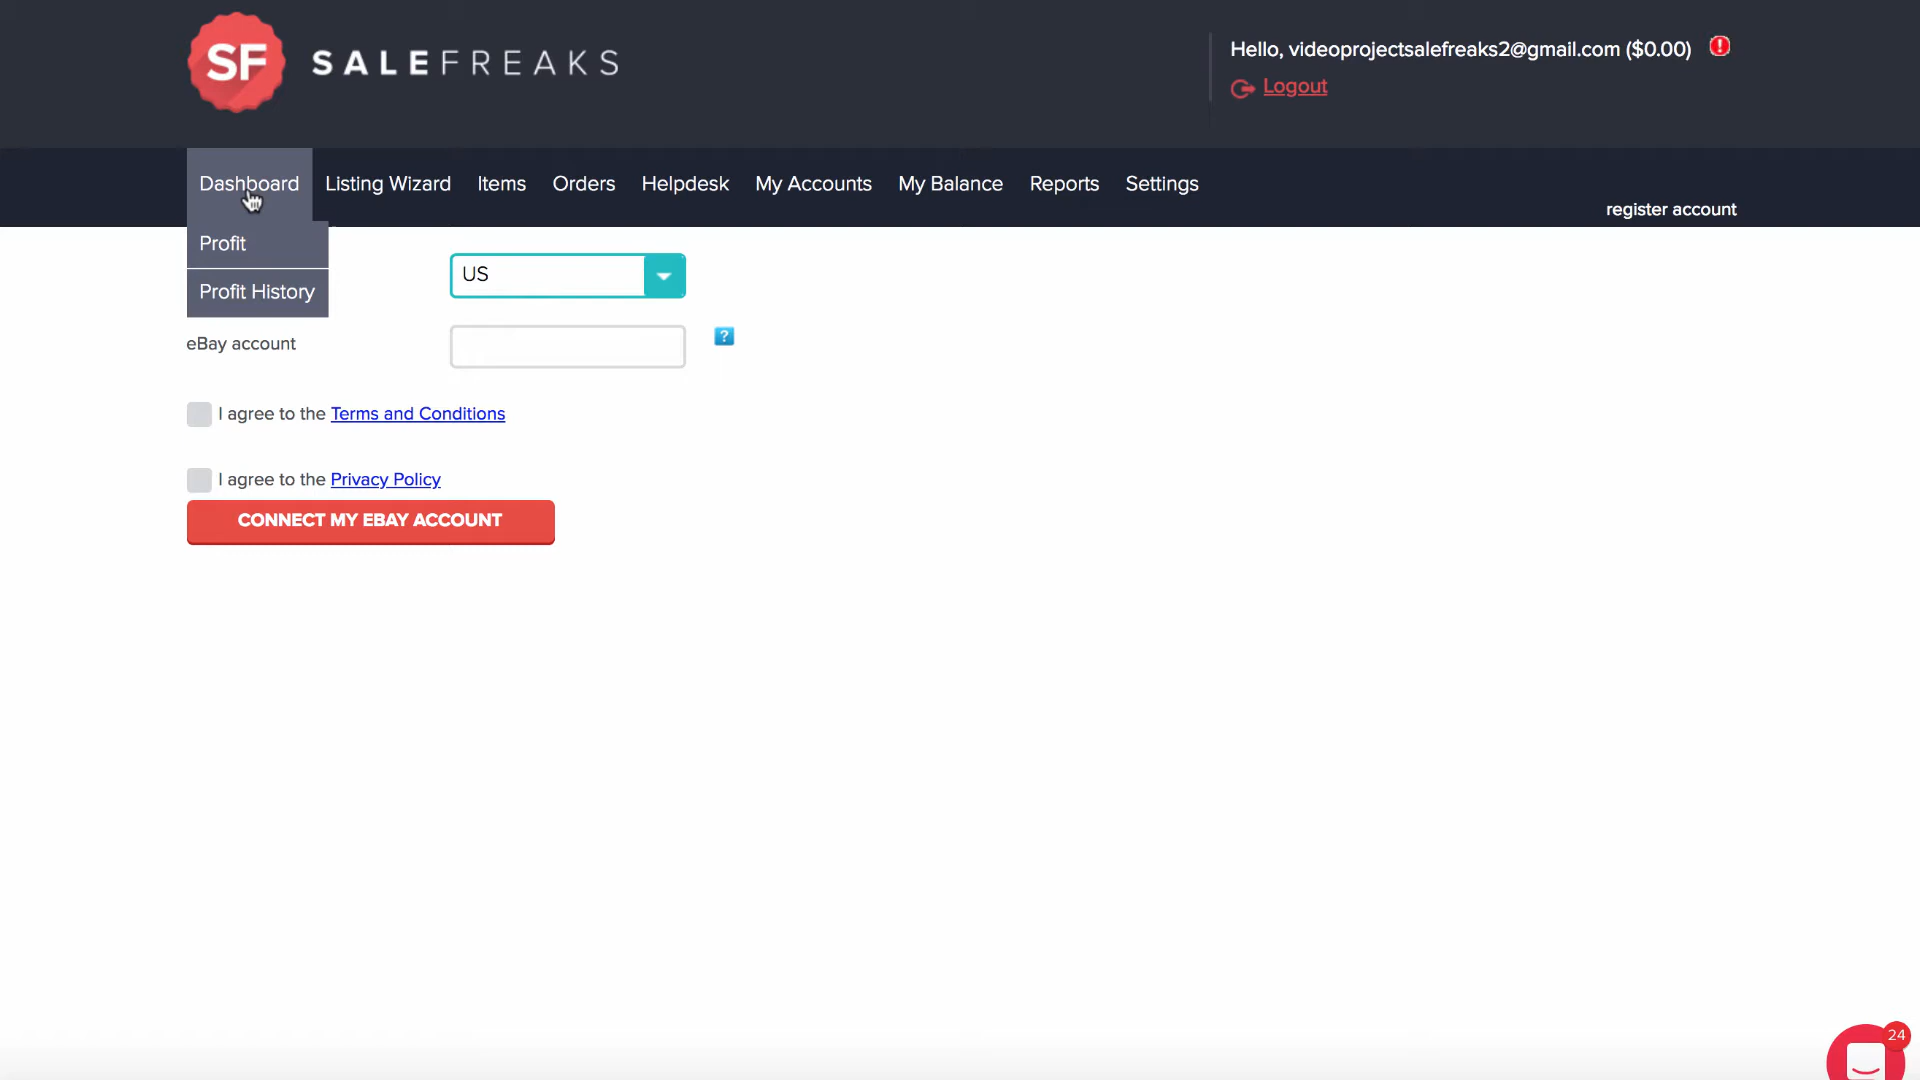 SF SALEFREAKS
Hello, videoprojectsalefreaks2@gmail.com ($0.00) !
Logout
Dashboard Listing Wizard Items Orders Helpdesk My Accounts My Balance Reports Settings
register account
Profit
US
Profit History
eBay account ?
I agree to the Terms and Conditions
I agree to the Privacy Policy
CONNECT MY EBAY ACCOUNT
24